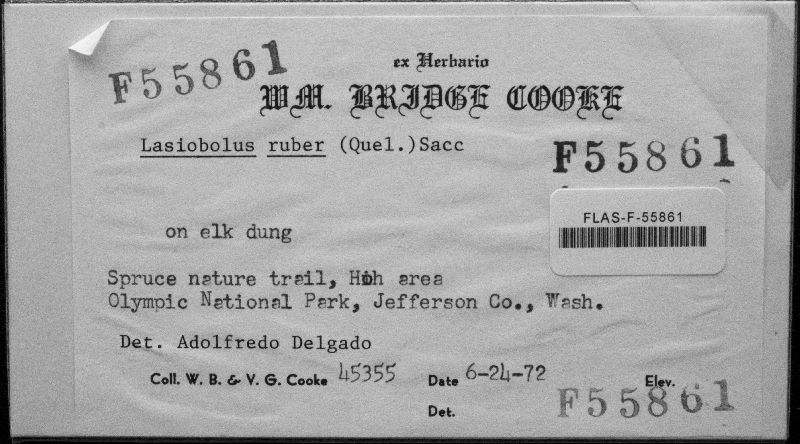 F55861
ex Herbario
WM. BRIDGE COOKE
Lasiobolus ruber (Quel.)Sacc
F55861
FLAS-F-55861
on elk dung
Spruce nature trail, Hoh area
Olympic National Park, Jefferson Co., Wash.
Det. Adolfredo Delgado
Coll. W. B. & V. G. Cooke 45355 Date 6-24-72 Elev.
Det.
F55861